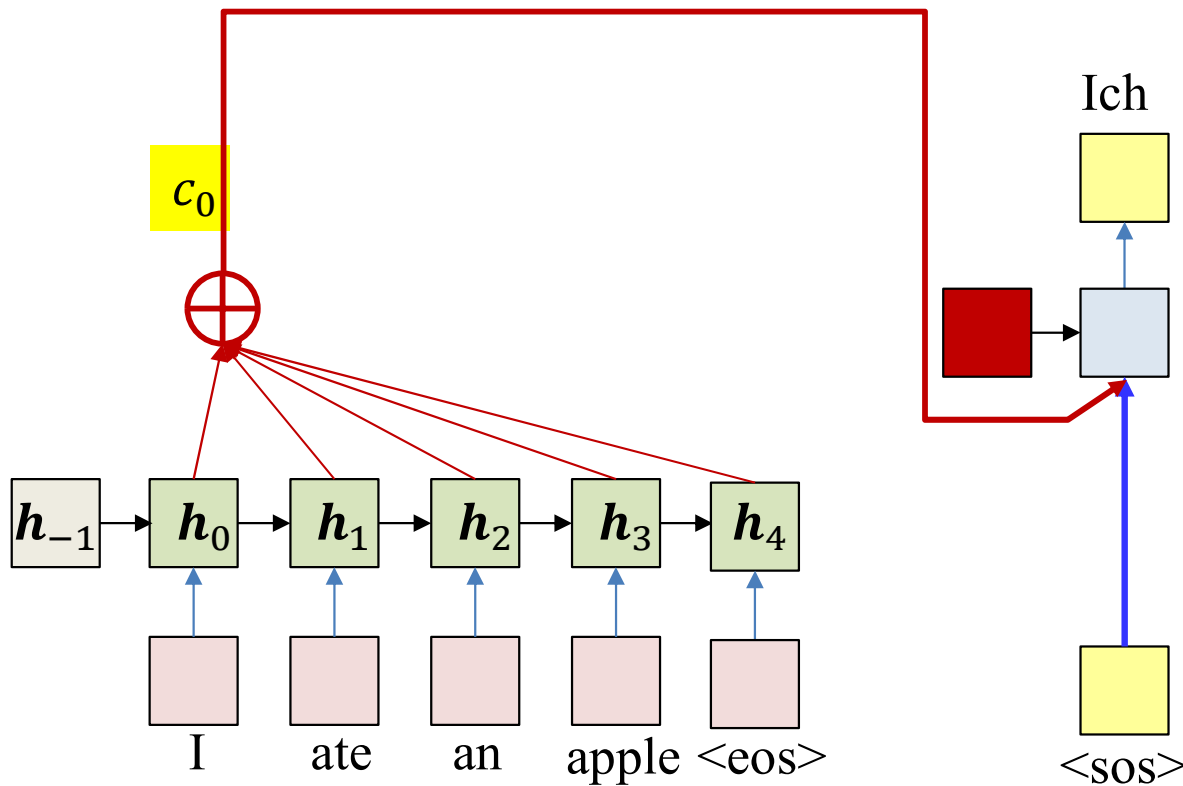 Ich
c₀
h₋₁ h₀ h₁ h₂ h₃ h₄
I ate an apple <eos> <sos>